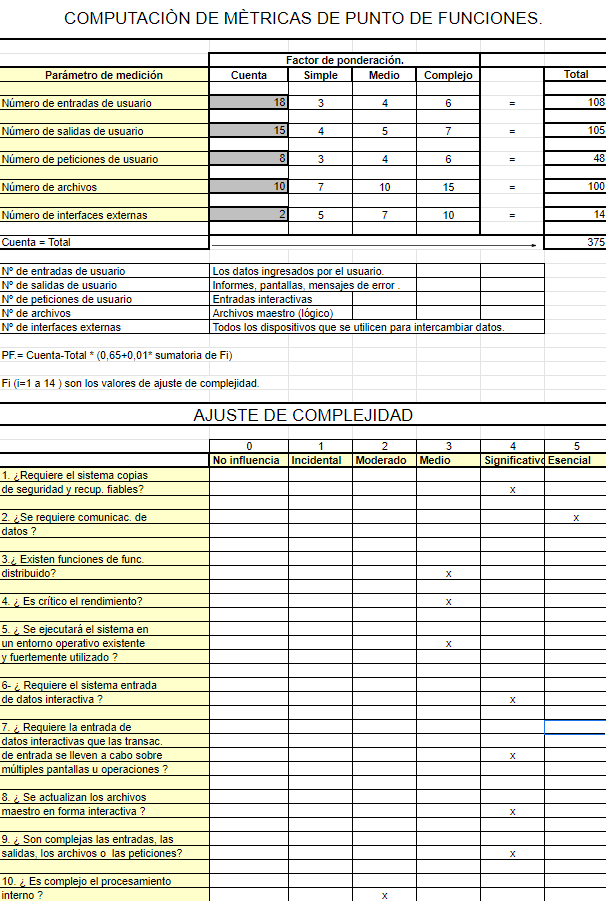 COMPUTACIÒN DE MÈTRICAS DE PUNTO DE FUNCIONES.
Factor de ponderación.
Parámetro de medición Cuenta Simple Medio Complejo Total
Número de entradas de usuario 18 3 4 6 = 108
Número de salidas de usuario 15 4 5 7 = 105
Número de peticiones de usuario 8 3 4 6 = 48
Número de archivos 10 7 10 15 = 100
Número de interfaces externas 2 5 7 10 = 14
Cuenta = Total 375
Nº de entradas de usuario Los datos ingresados por el usuario.
Nº de salidas de usuario Informes, pantallas, mensajes de error .
Nº de peticiones de usuario Entradas interactivas
Nº de archivos Archivos maestro (lógico)
Nº de interfaces externas Todos los dispositivos que se utilicen para intercambiar datos.
PF.= Cuenta-Total * (0,65+0,01* sumatoria de Fi)
Fi (i=1 a 14 ) son los valores de ajuste de complejidad.
AJUSTE DE COMPLEJIDAD
0 1 2 3 4 5
No influencia Incidental Moderado Medio Significativo Esencial
1. ¿Requiere el sistema copias
de seguridad y recup. fiables? x
2. ¿Se requiere comunicac. de x
datos ?
3.¿ Existen funciones de func.
distribuido? x
4. ¿ Es crítico el rendimiento? x
5. ¿ Se ejecutará el sistema en
un entorno operativo existente x
y fuertemente utilizado ?
6- ¿ Requiere el sistema entrada
de datos interactiva ? x
7. ¿ Requiere la entrada de
datos interactivas que las transac.
de entrada se lleven a cabo sobre x
múltiples pantallas u operaciones ?
8. ¿ Se actualizan los archivos
maestro en forma interactiva ? x
9. ¿ Son complejas las entradas, las
salidas, los archivos o  las peticiones? x
10. ¿ Es complejo el procesamiento
interno ? x